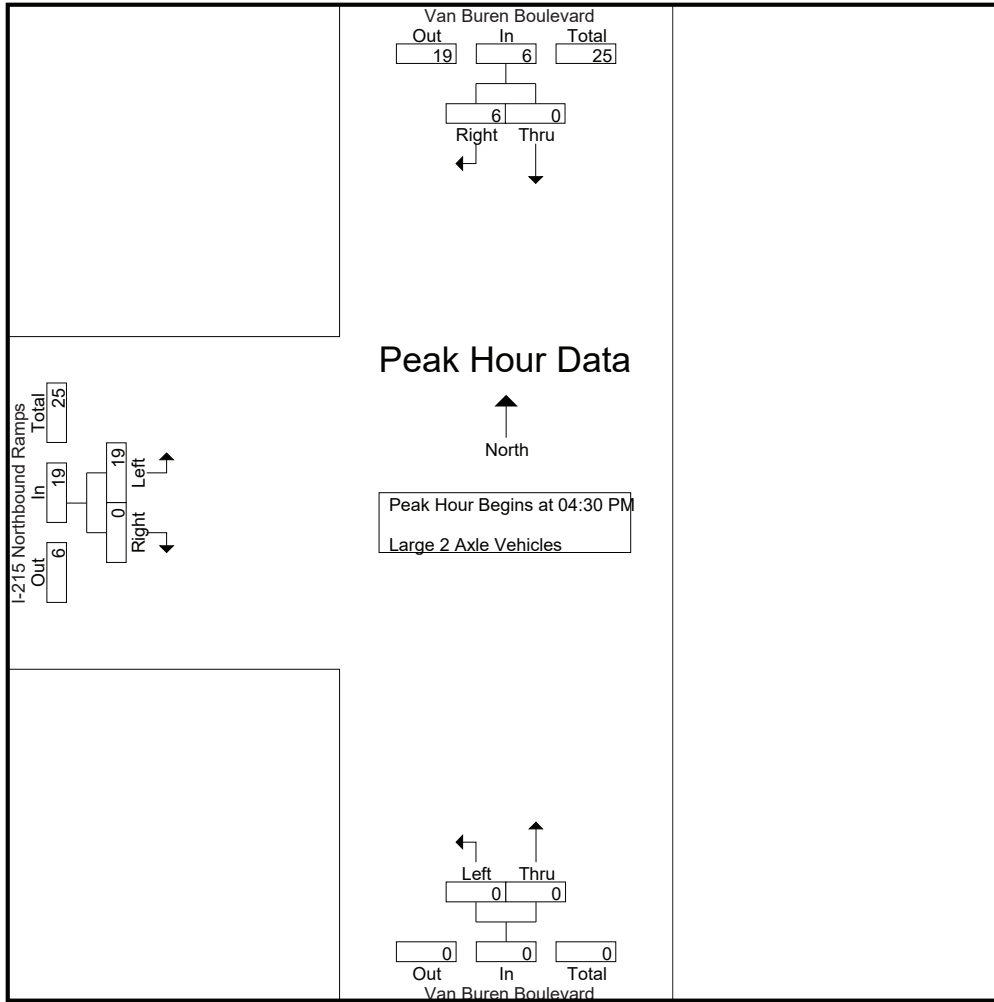 Van Buren Boulevard
Out In Total
19 6 25
6 0
Right Thru
Peak Hour Data
North
Peak Hour Begins at 04:30 PM
Large 2 Axle Vehicles
I-215 Northbound Ramps
Out In Total
6 19 25
0 19
Right Left
Left Thru
0 0
0 0 0
Out In Total
Van Buren Boulevard